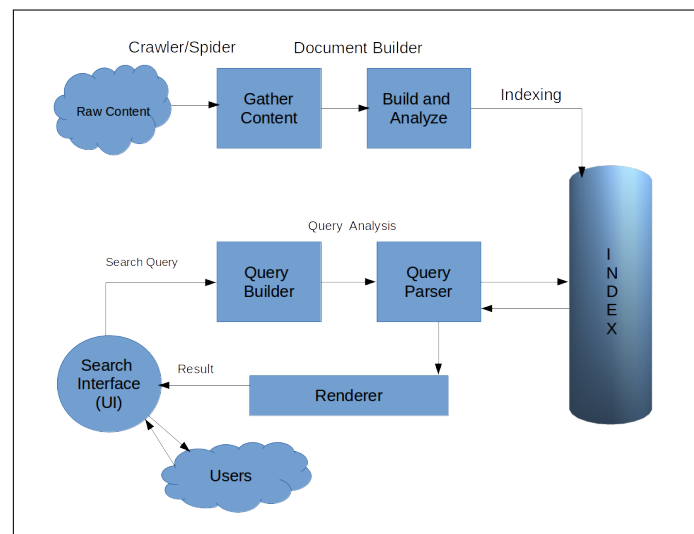 Crawler/Spider
Document Builder
Raw Content
Gather
Content
Build and
Analyze
Indexing
Query Analysis
Search Query
Query
Builder
Query
Parser
I
N
D
E
X
Search
Interface
(UI)
Result
Renderer
Users